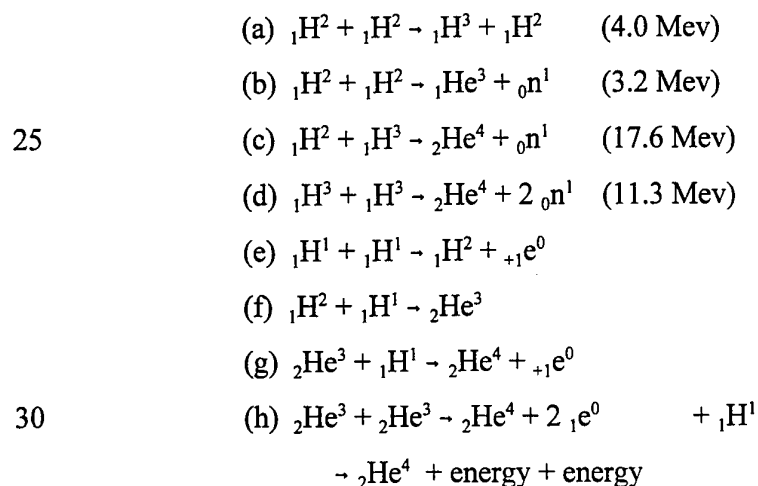 (a) ₁H² + ₁H² → ₁H³ + ₁H² (4.0 Mev)
(b) ₁H² + ₁H² → ₁He³ + ₀n¹ (3.2 Mev)
25 (c) ₁H² + ₁H³ → ₂He⁴ + ₀n¹ (17.6 Mev)
(d) ₁H³ + ₁H³ → ₂He⁴ + 2 ₀n¹ (11.3 Mev)
(e) ₁H¹ + ₁H¹ → ₁H² + ₊₁e⁰
(f) ₁H² + ₁H¹ → ₂He³
(g) ₂He³ + ₁H¹ → ₂He⁴ + ₊₁e⁰
30 (h) ₂He³ + ₂He³ → ₂He⁴ + 2 ₁e⁰ + ₁H¹
→ ₂He⁴ + energy + energy